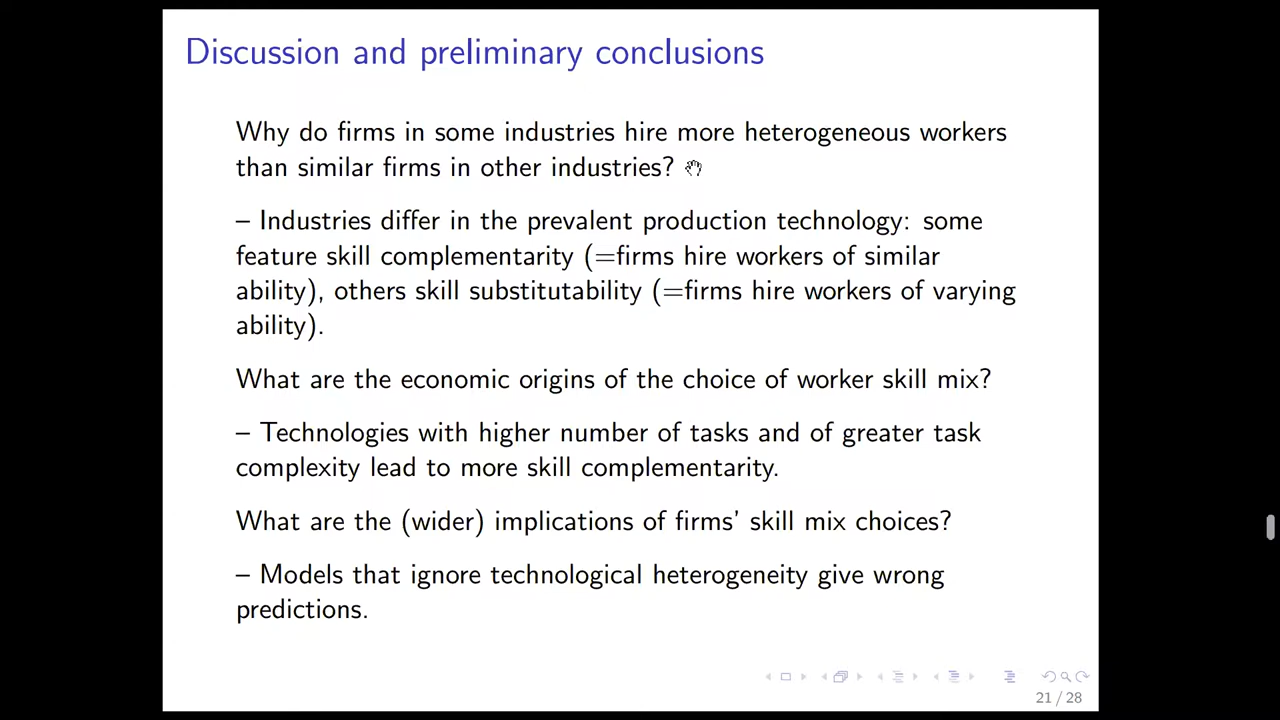 Discussion and preliminary conclusions
Why do firms in some industries hire more heterogeneous workers
than similar firms in other industries?
– Industries differ in the prevalent production technology: some
feature skill complementarity (=firms hire workers of similar
ability), others skill substitutability (=firms hire workers of varying
ability).
What are the economic origins of the choice of worker skill mix?
– Technologies with higher number of tasks and of greater task
complexity lead to more skill complementarity.
What are the (wider) implications of firms' skill mix choices?
– Models that ignore technological heterogeneity give wrong
predictions.
21 / 28